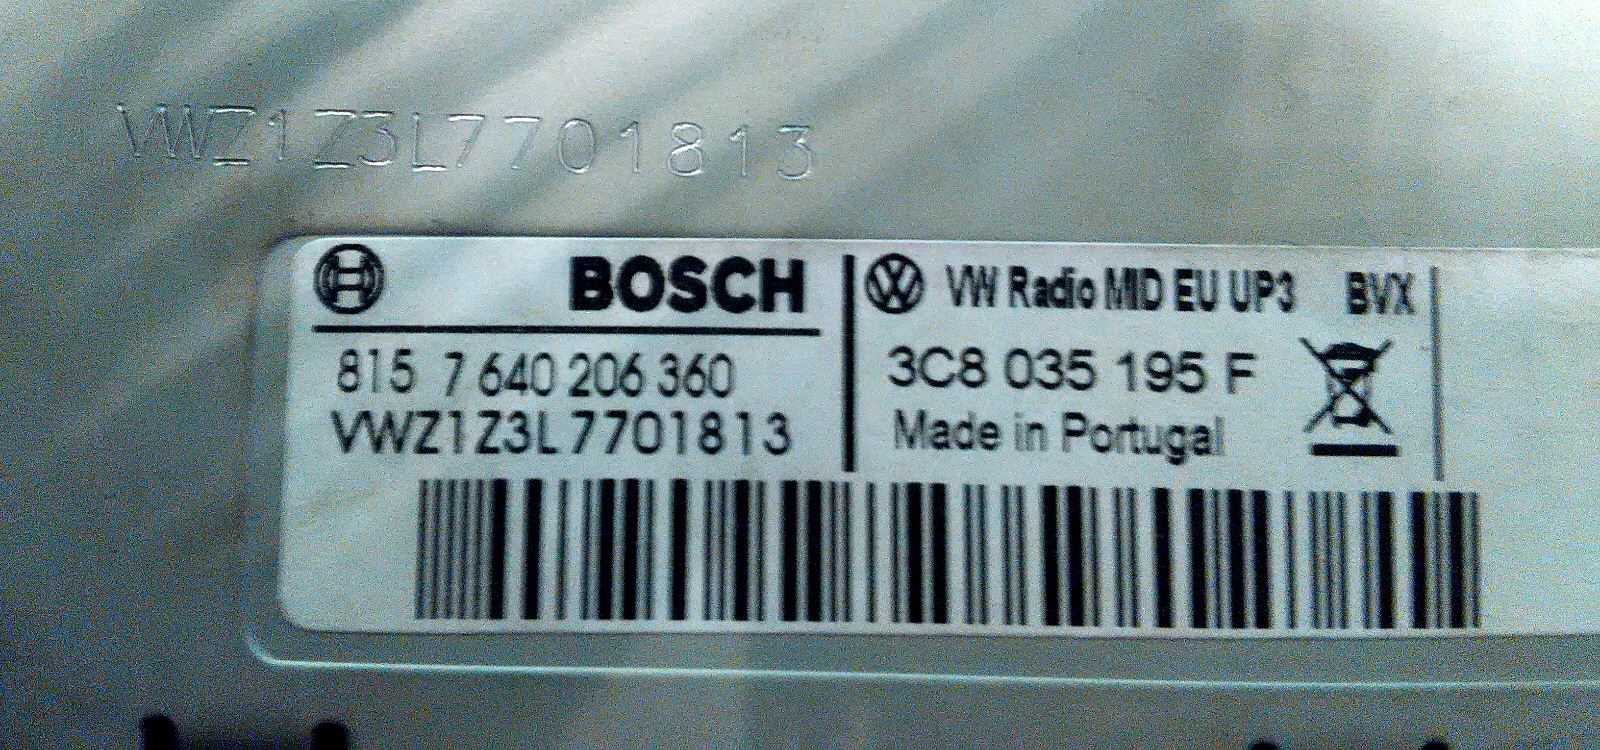 VWZ1Z3L7701813
BOSCH
815 7 640 206 360
VWZ1Z3L7701813
VW Radio MID EU UP3 BVX
3C8 035 195 F
Made in Portugal